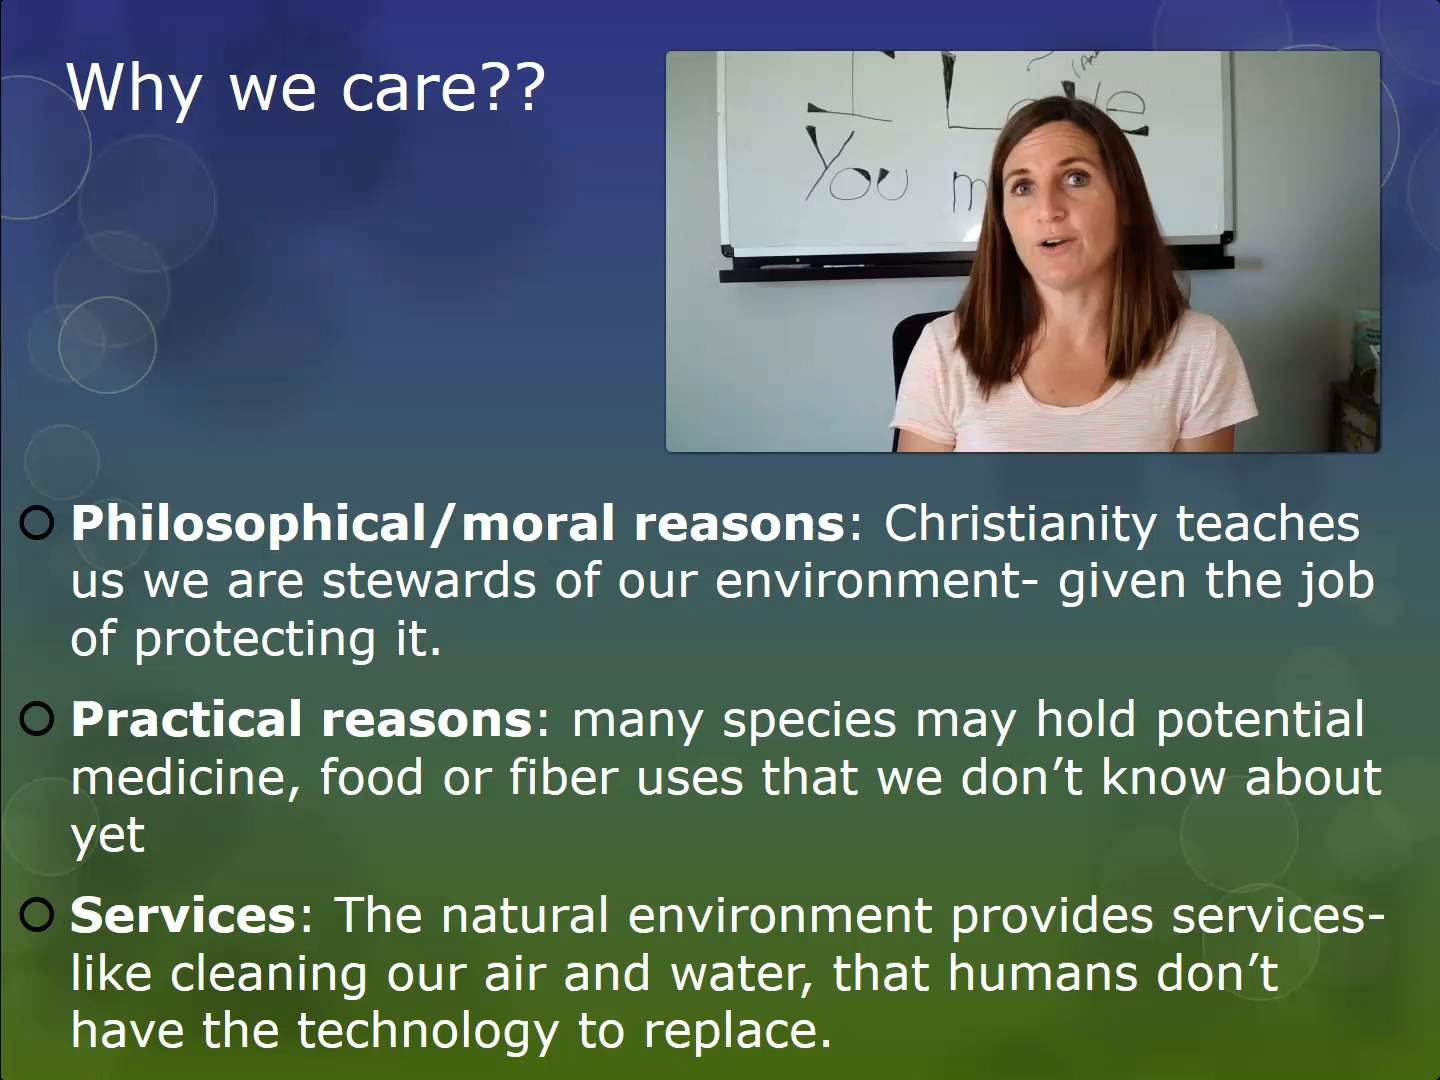 Why we care??
You
Philosophical/moral reasons: Christianity teaches
us we are stewards of our environment- given the job
of protecting it.
Practical reasons: many species may hold potential
medicine, food or fiber uses that we don’t know about
yet
Services: The natural environment provides services-
like cleaning our air and water, that humans don’t
have the technology to replace.